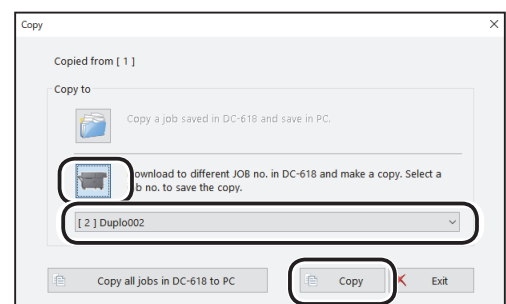 Copy
Copied from [ 1 ]
Copy to
Copy a job saved in DC-618 and save in PC.
ownload to different JOB no. in DC-618 and make a copy. Select a
b no. to save the copy.
[ 2 ] Duplo002
Copy all jobs in DC-618 to PC
Copy
Exit